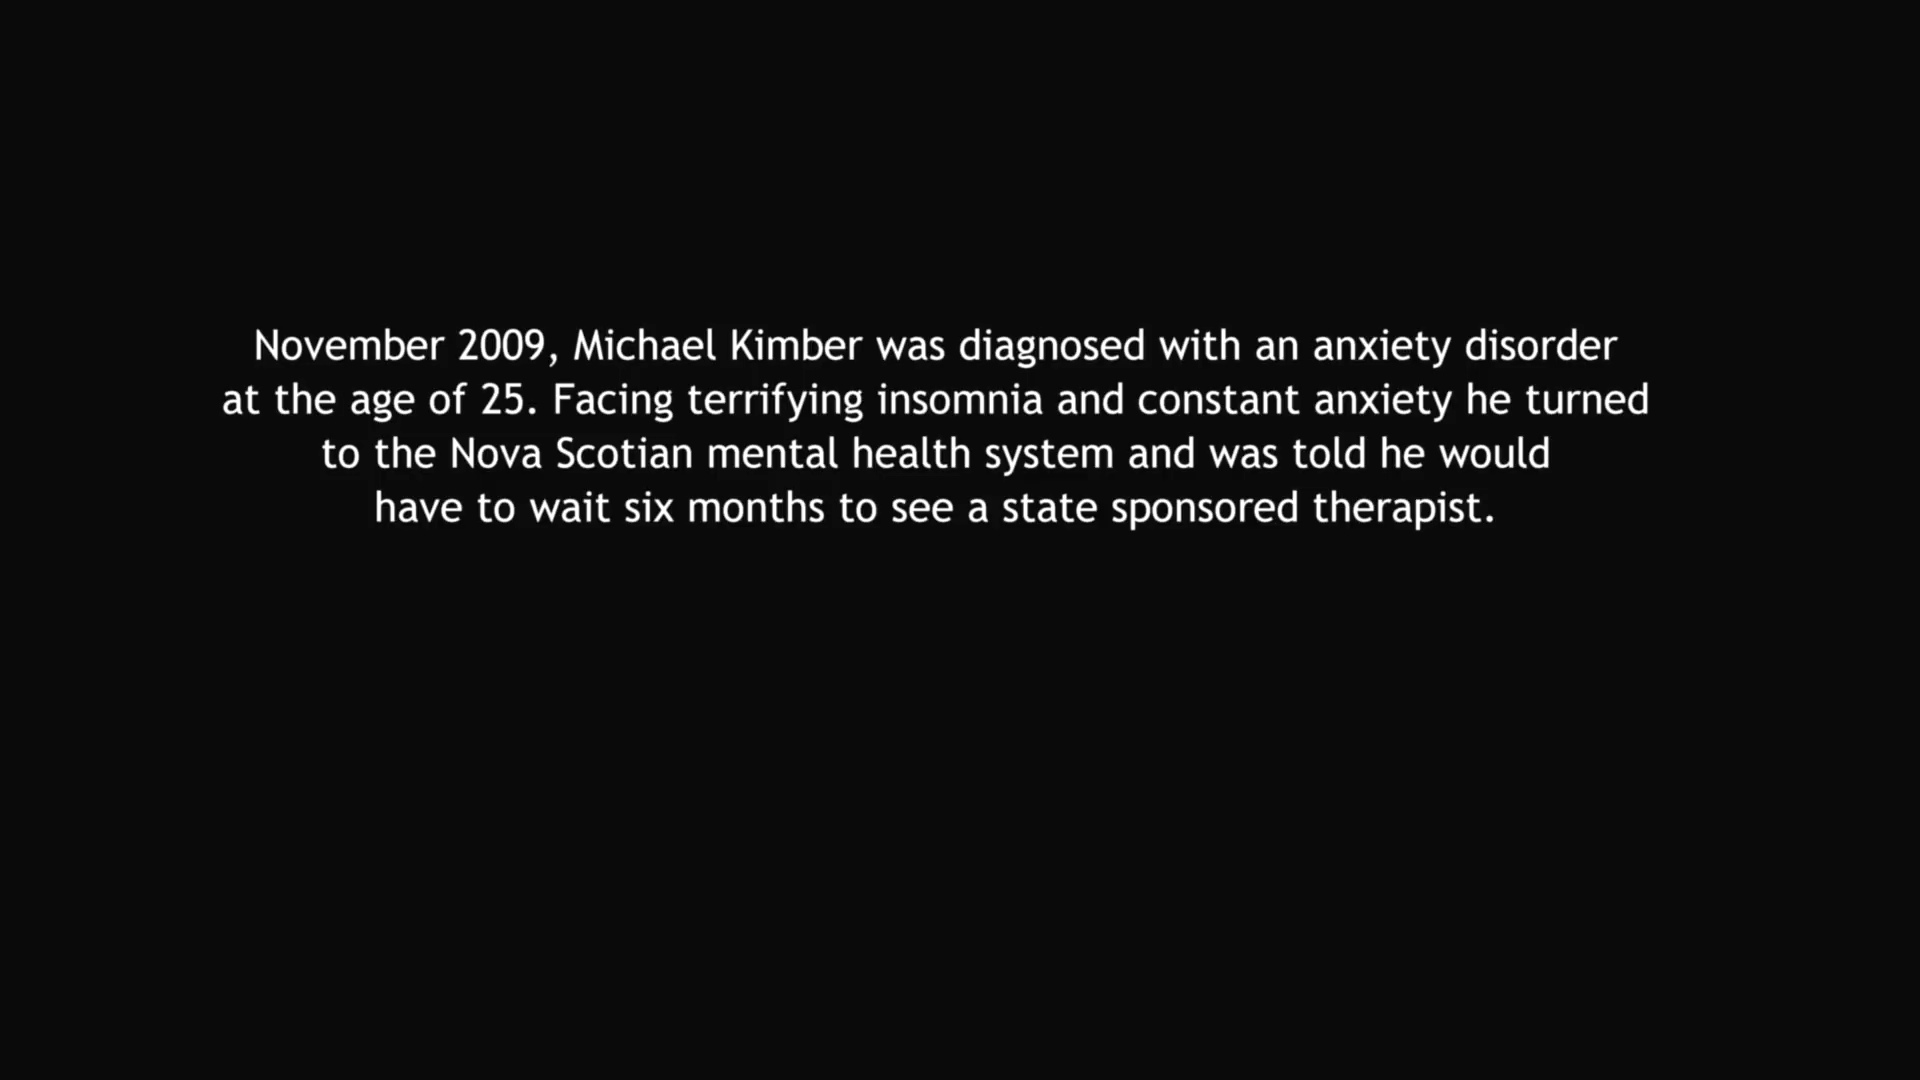 November 2009, Michael Kimber was diagnosed with an anxiety disorder
at the age of 25. Facing terrifying insomnia and constant anxiety he turned
to the Nova Scotian mental health system and was told he would
have to wait six months to see a state sponsored therapist.